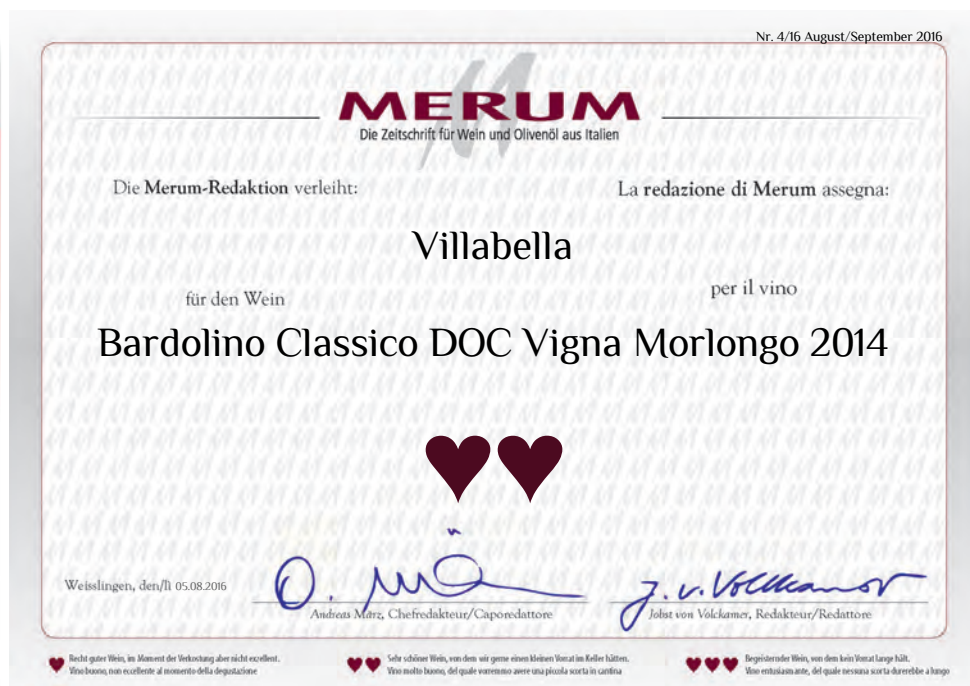 Nr. 4/16 August/September 2016
MERUM
Die Zeitschrift für Wein und Olivenöl aus Italien
Die Merum-Redaktion verleiht:
La redazione di Merum assegna:
Villabella
für den Wein
per il vino
Bardolino Classico DOC Vigna Morlongo 2014
Weisslingen, den/lì 05.08.2016
O. März
J. v. Volckamer
Andreas März, Chefredakteur/Caporedattore
Jobst von Volckamer, Redakteur/Redattore
Recht guter Wein, im Moment der Verkostung aber nicht exzellent.
Vino buono, non eccellente al momento della degustazione
Sehr schöner Wein, von dem wir gerne einen kleinen Vorrat im Keller hätten.
Vino molto buono, del quale vorremmo avere una piccola scorta in cantina
Begeisternder Wein, von dem kein Vorrat lange hält.
Vino entusiasmante, del quale nessuna scorta durerebbe a lungo